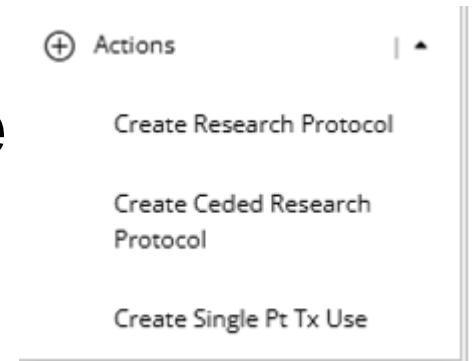 Actions
e
Create Research Protocol
Create Ceded Research
Protocol
Create Single Pt Tx Use